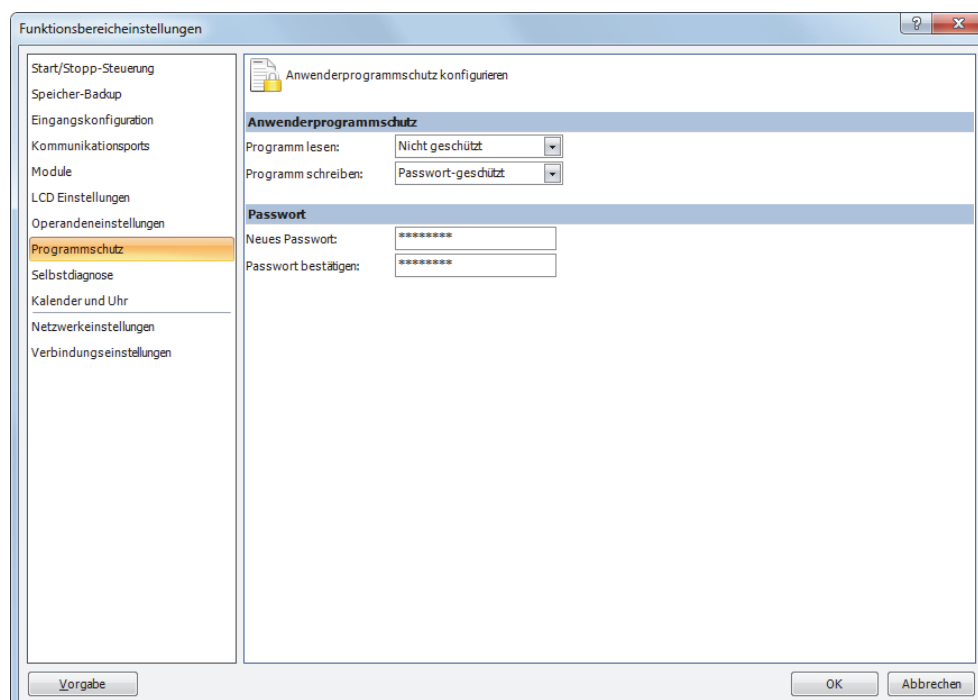 Funktionsbereicheinstellungen
Start/Stopp-Steuerung
Speicher-Backup
Eingangskonfiguration
Kommunikationsports
Module
LCD Einstellungen
Operandeneinstellungen
Programmschutz
Selbstdiagnose
Kalender und Uhr
Netzwerkeinstellungen
Verbindungseinstellungen
Anwenderprogrammschutz konfigurieren
Anwenderprogrammschutz
Programm lesen: Nicht geschützt
Programm schreiben: Passwort-geschützt
Passwort
Neues Passwort: ********
Passwort bestätigen: ********
Vorgabe
OK
Abbrechen